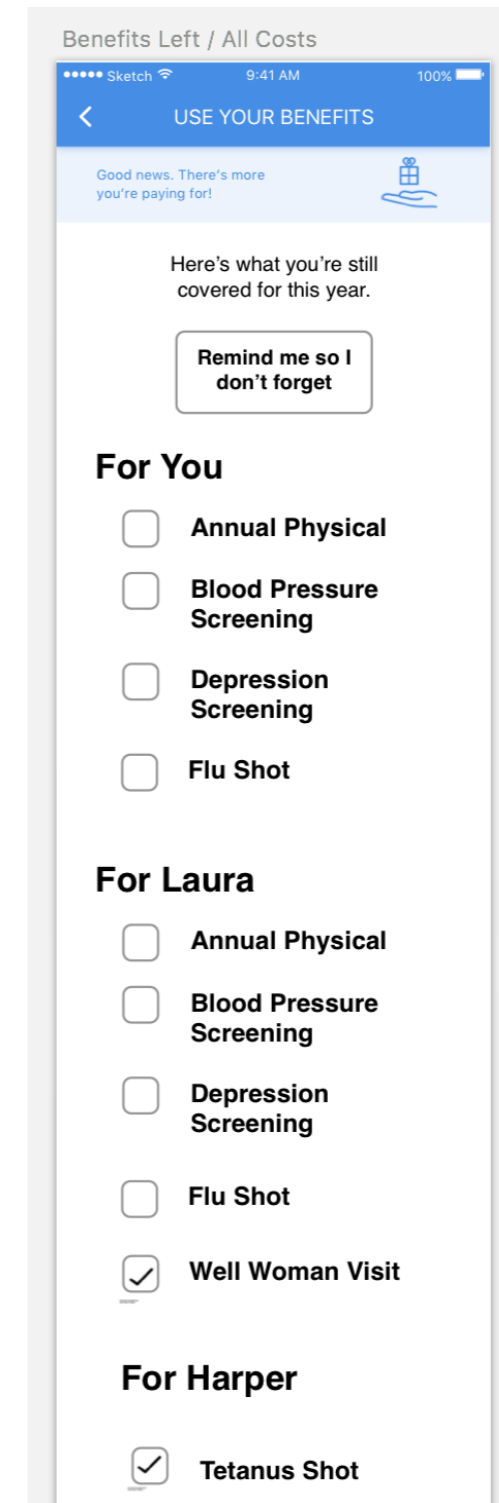 Benefits Left / All Costs
Sketch 9:41 AM 100%
USE YOUR BENEFITS
Good news. There's more
you're paying for!
Here's what you're still
covered for this year.
Remind me so I
don't forget
For You
Annual Physical
Blood Pressure
Screening
Depression
Screening
Flu Shot
For Laura
Annual Physical
Blood Pressure
Screening
Depression
Screening
Flu Shot
Well Woman Visit
For Harper
Tetanus Shot